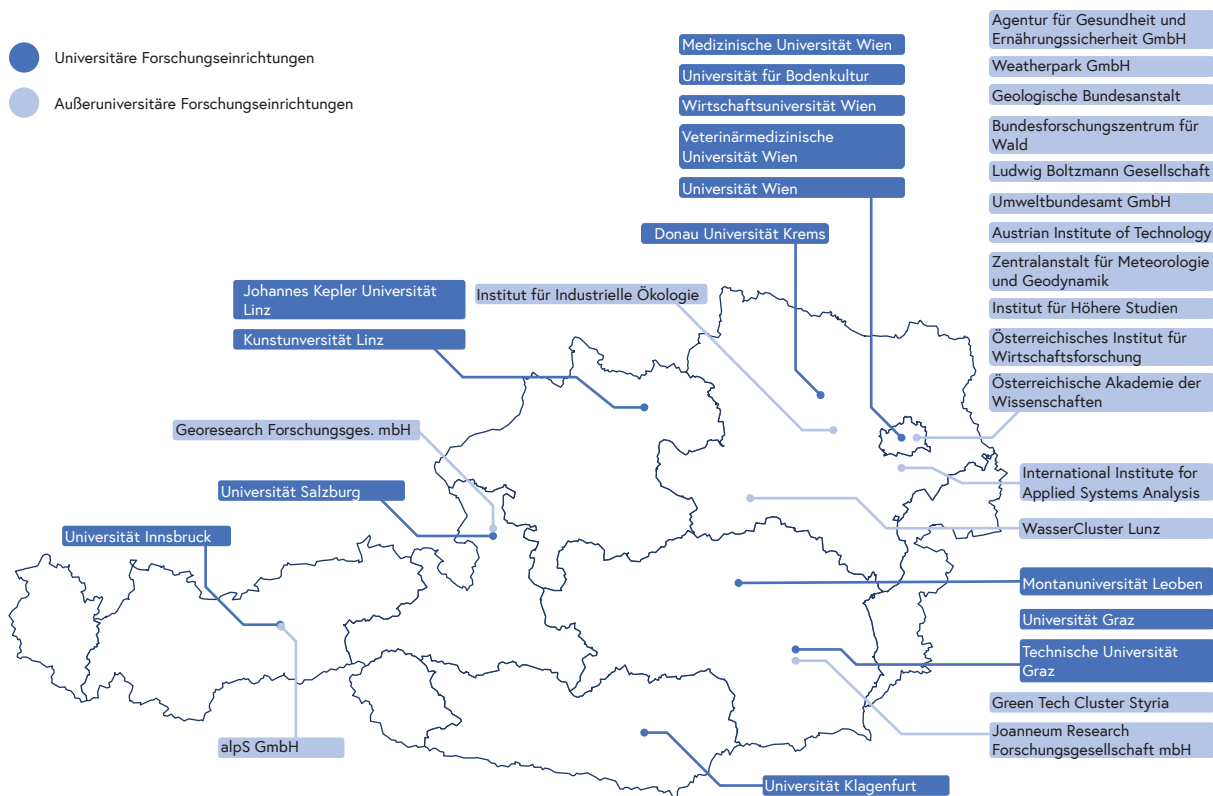 Universitäre Forschungseinrichtungen
Außeruniversitäre Forschungseinrichtungen
Medizinische Universität Wien
Universität für Bodenkultur
Wirtschaftsuniversität Wien
Veterinärmedizinische
Universität Wien
Universität Wien
Donau Universität Krems
Agentur für Gesundheit und
Ernährungssicherheit GmbH
Weatherpark GmbH
Geologische Bundesanstalt
Bundesforschungszentrum für
Wald
Ludwig Boltzmann Gesellschaft
Umweltbundesamt GmbH
Austrian Institute of Technology
Zentralanstalt für Meteorologie
und Geodynamik
Institut für Höhere Studien
Österreichisches Institut für
Wirtschaftsforschung
Österreichische Akademie der
Wissenschaften
Johannes Kepler Universität
Linz
Kunstunversität Linz
Institut für Industrielle Ökologie
Georesearch Forschungsges. mbH
Universität Salzburg
Universität Innsbruck
International Institute for
Applied Systems Analysis
WasserCluster Lunz
Montanuniversität Leoben
Universität Graz
Technische Universität
Graz
Green Tech Cluster Styria
Joanneum Research
Forschungsgesellschaft mbH
alpS GmbH
Universität Klagenfurt